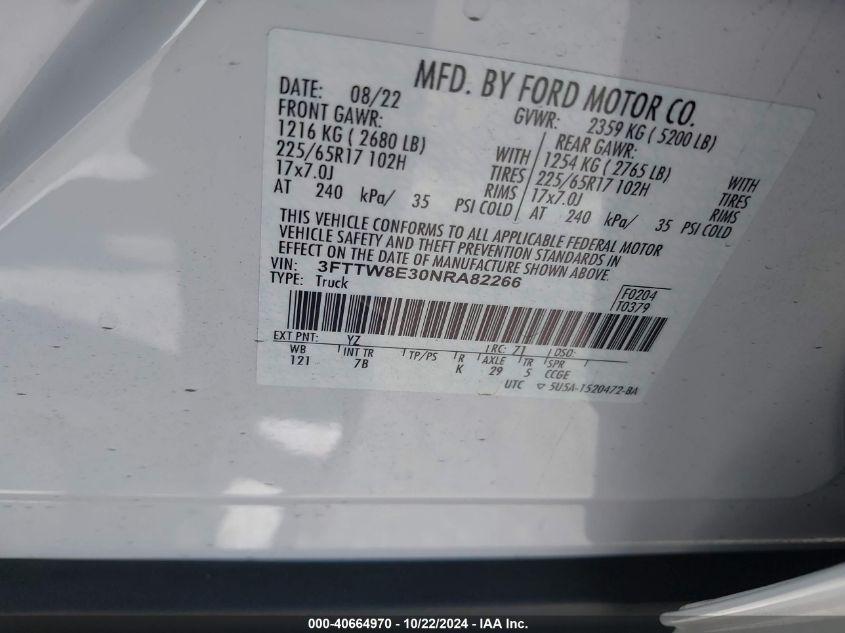 MFD. BY FORD MOTOR CO.
DATE: 08/22 GVWR: 2359 KG ( 5200 LB)
FRONT GAWR: REAR GAWR:
1216 KG ( 2680 LB) WITH 1254 KG ( 2765 LB) WITH
225/65R17 102H TIRES 225/65R17 102H TIRES
17x7.0J RIMS 17x7.0J RIMS
AT 240 kPa/ 35 PSI COLD AT 240 kPa/ 35 PSI COLD
THIS VEHICLE CONFORMS TO ALL APPLICABLE FEDERAL MOTOR
VEHICLE SAFETY AND THEFT PREVENTION STANDARDS IN
EFFECT ON THE DATE OF MANUFACTURE SHOWN ABOVE.
VIN: 3FTTW8E30NRA82266
TYPE: Truck
F0204
T0379
EXT PNT: YZ RC: 71 DSO:
WB INT TR TP/PS R AXLE TR SPR
121 7B K 29 5 CCGE
UTC ▽ 5U5A-1520472-BA
000-40664970 - 10/22/2024 - IAA Inc.